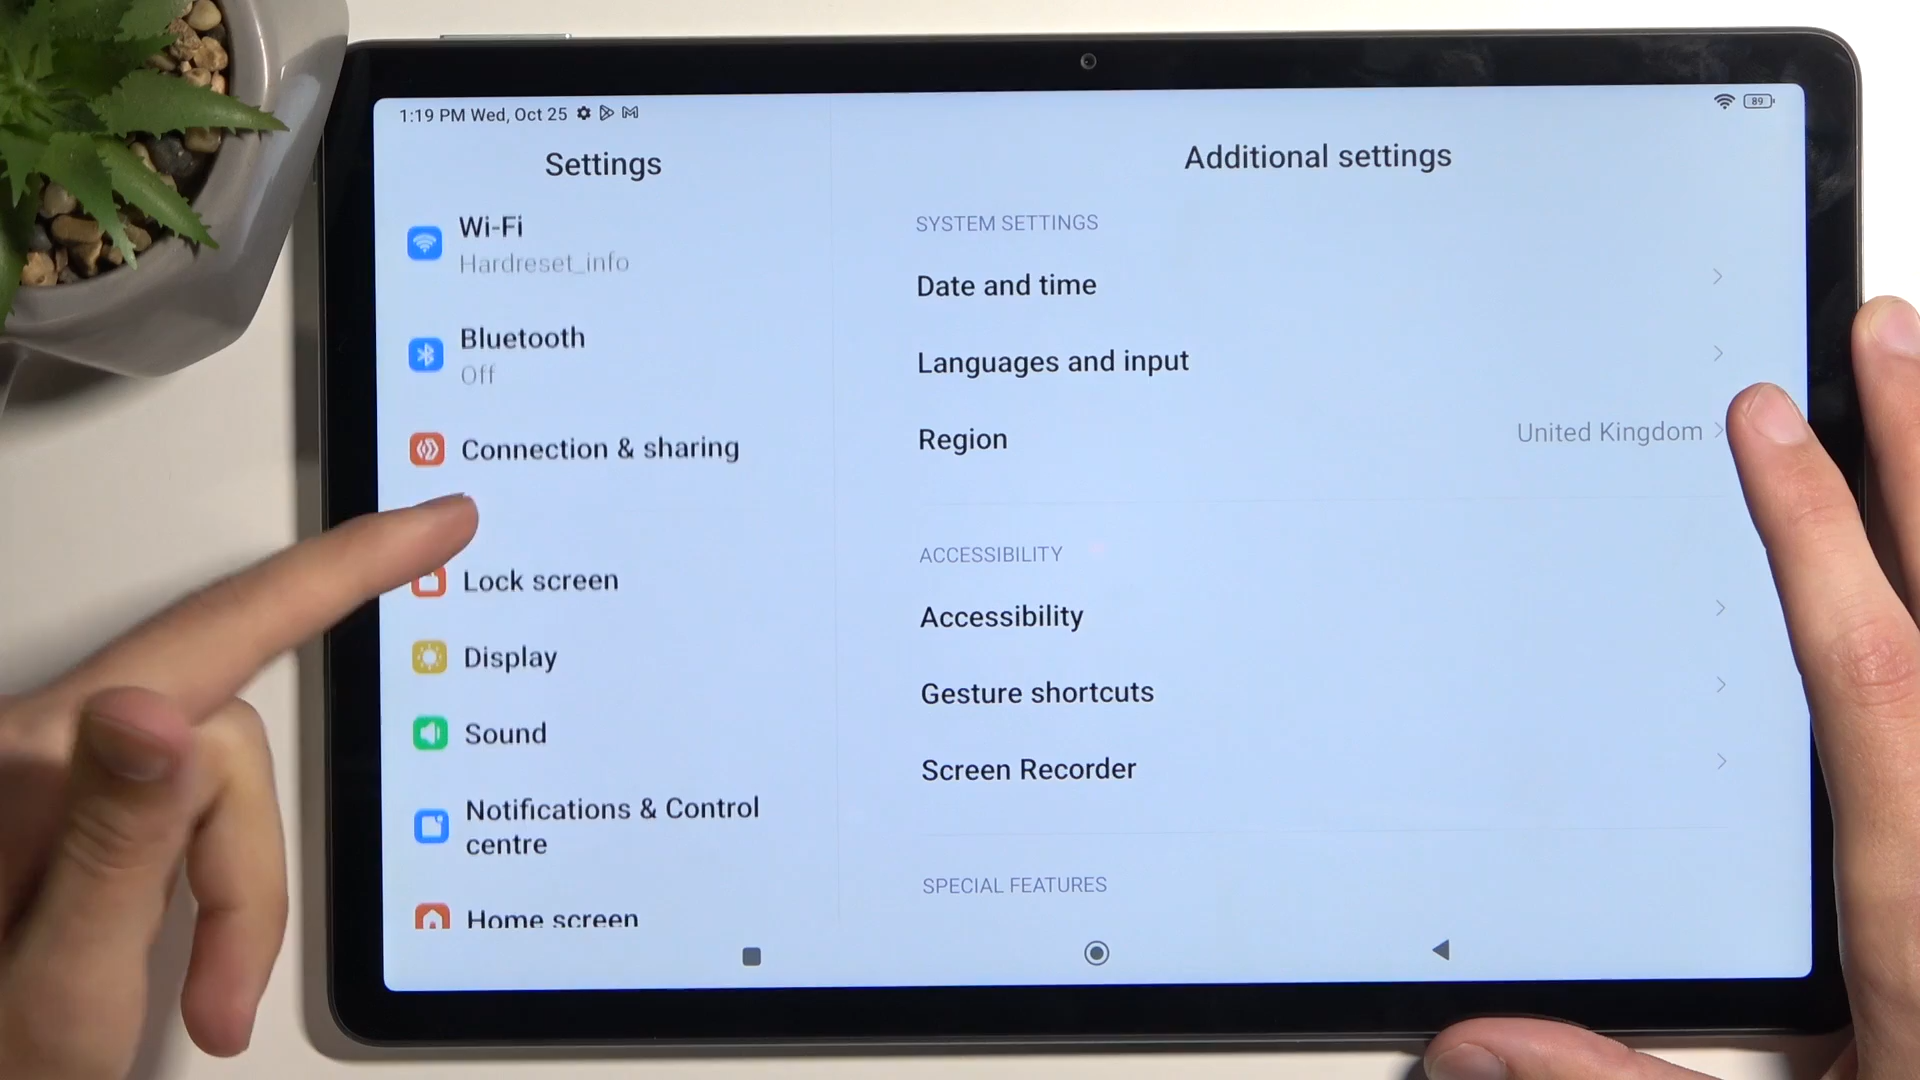 1:19 PM Wed, Oct 25
89
Settings
Wi-Fi
Hardreset_info
Bluetooth
Off
Connection & sharing
Lock screen
Display
Sound
Notifications & Control
centre
Home screen
Additional settings
SYSTEM SETTINGS
Date and time
Languages and input
Region
United Kingdom
ACCESSIBILITY
Accessibility
Gesture shortcuts
Screen Recorder
SPECIAL FEATURES